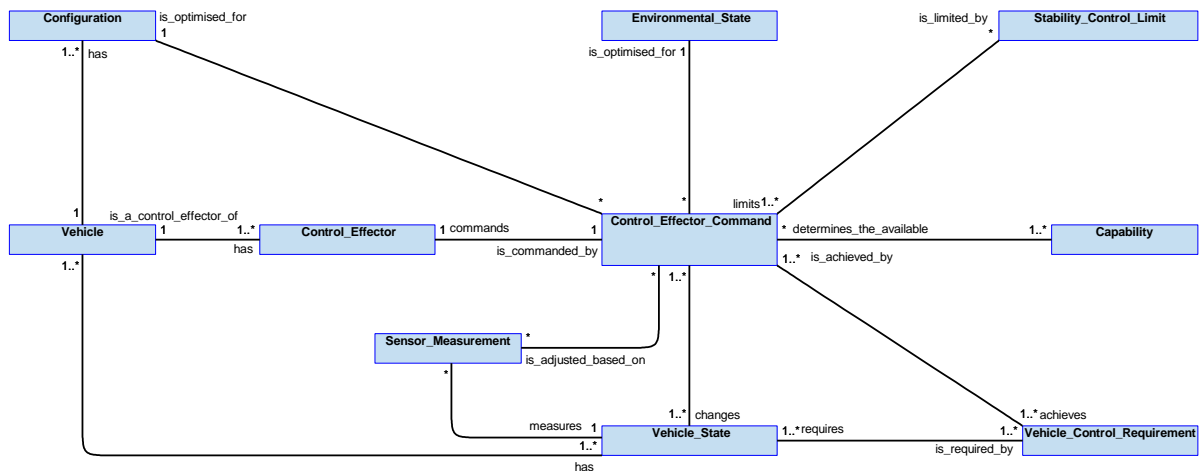 Configuration
is_optimised_for
1
1..*
has
Environmental_State
is_optimised_for 1
is_limited_by
*
Stability_Control_Limit
*
*
limits 1..*
1
is_a_control_effector_of
Vehicle
1
1..*
has
Control_Effector
1 commands
1
is_commanded_by
Control_Effector_Command
* determines_the_available
1..*
Capability
1..*
is_achieved_by
1..*
*
1..*
Sensor_Measurement
*
is_adjusted_based_on
*
measures 1
1..*
has
1..* changes
Vehicle_State
1..* requires
1..*
is_required_by
1..* achieves
Vehicle_Control_Requirement